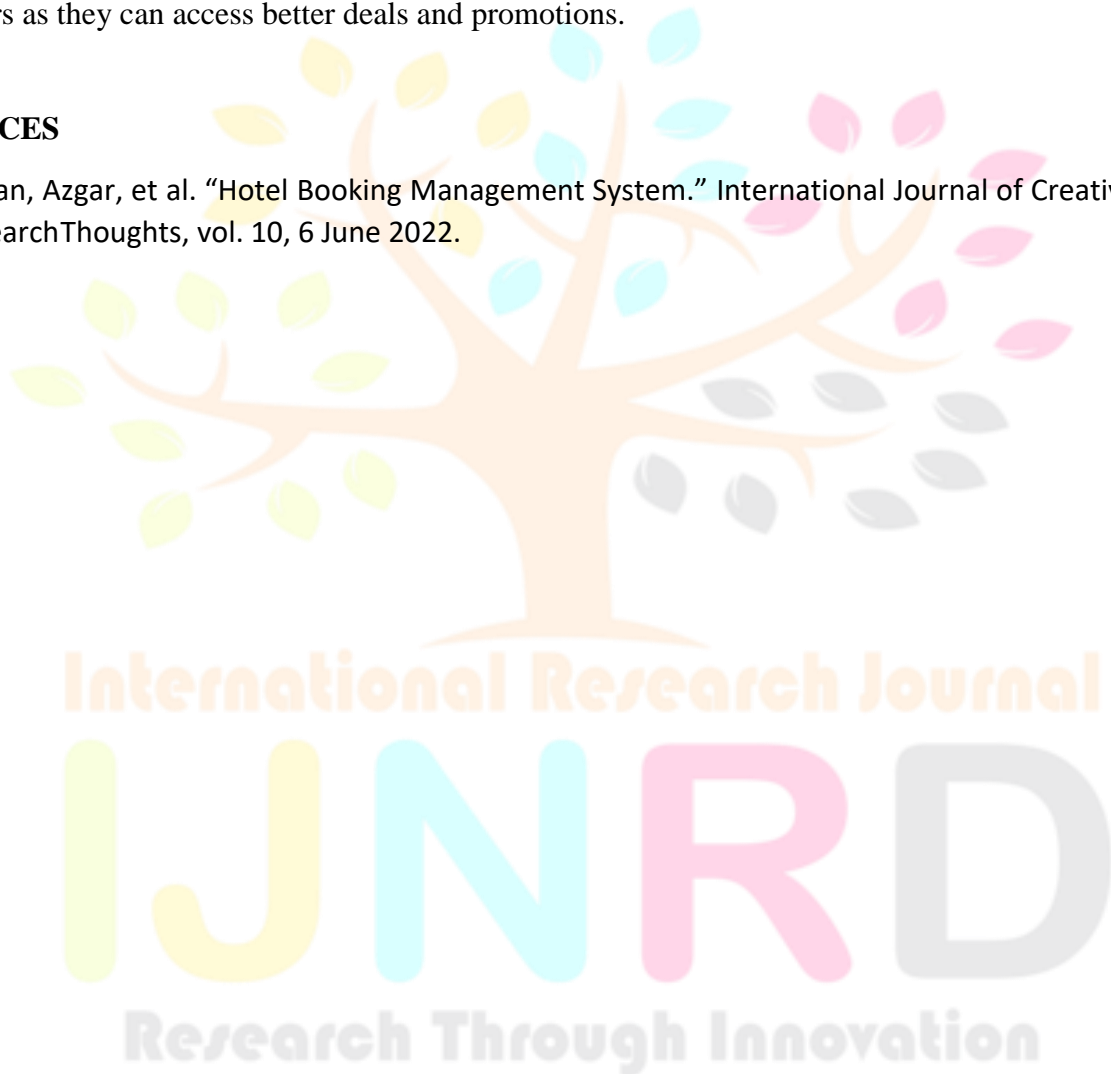 rs as they can access better deals and promotions.
CES
an, Azgar, et al. “Hotel Booking Management System.” International Journal of Creativ
earchThoughts, vol. 10, 6 June 2022.
International Research Journal
IJNRD
Research Through Innovation